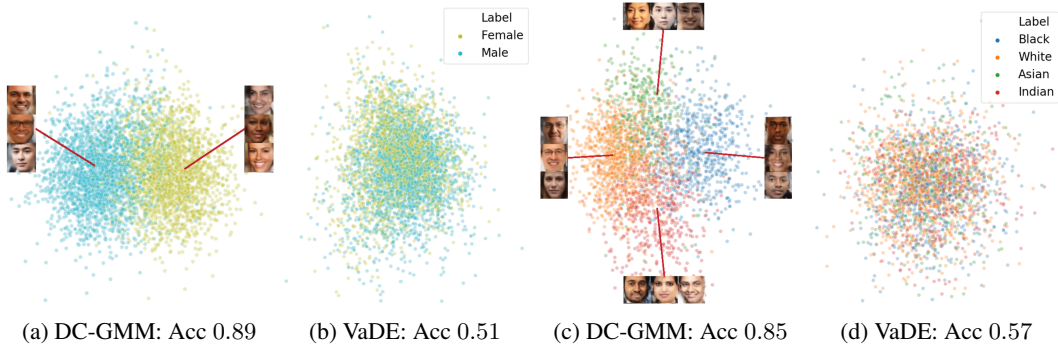 Label
Female
Male
Label
Black
White
Asian
Indian
(a) DC-GMM: Acc 0.89
(b) VaDE: Acc 0.51
(c) DC-GMM: Acc 0.85
(d) VaDE: Acc 0.57